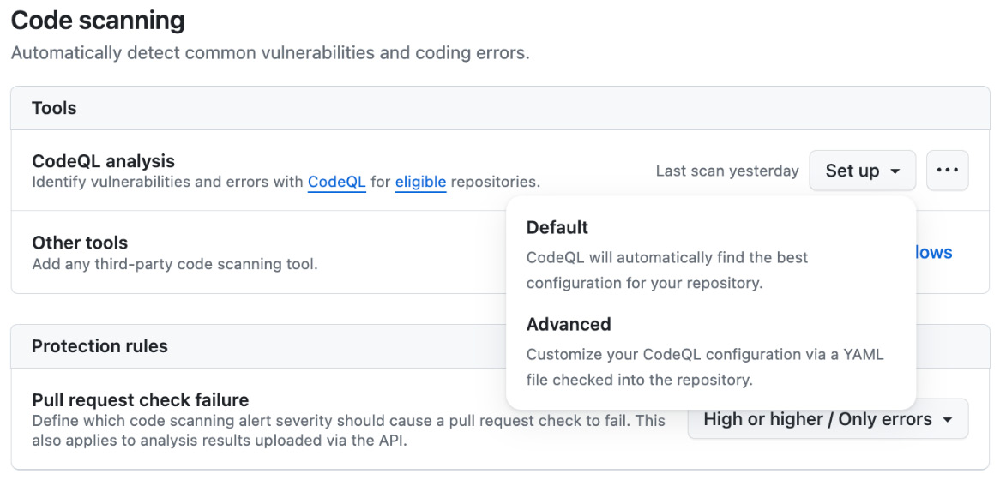 Code scanning
Automatically detect common vulnerabilities and coding errors.
Tools
CodeQL analysis
Identify vulnerabilities and errors with CodeQL for eligible repositories.
Last scan yesterday
Set up
Default
CodeQL will automatically find the best
configuration for your repository.
Advanced
Customize your CodeQL configuration via a YAML
file checked into the repository.
Other tools
Add any third-party code scanning tool.
Protection rules
Pull request check failure
Define which code scanning alert severity should cause a pull request check to fail. This
also applies to analysis results uploaded via the API.
High or higher / Only errors